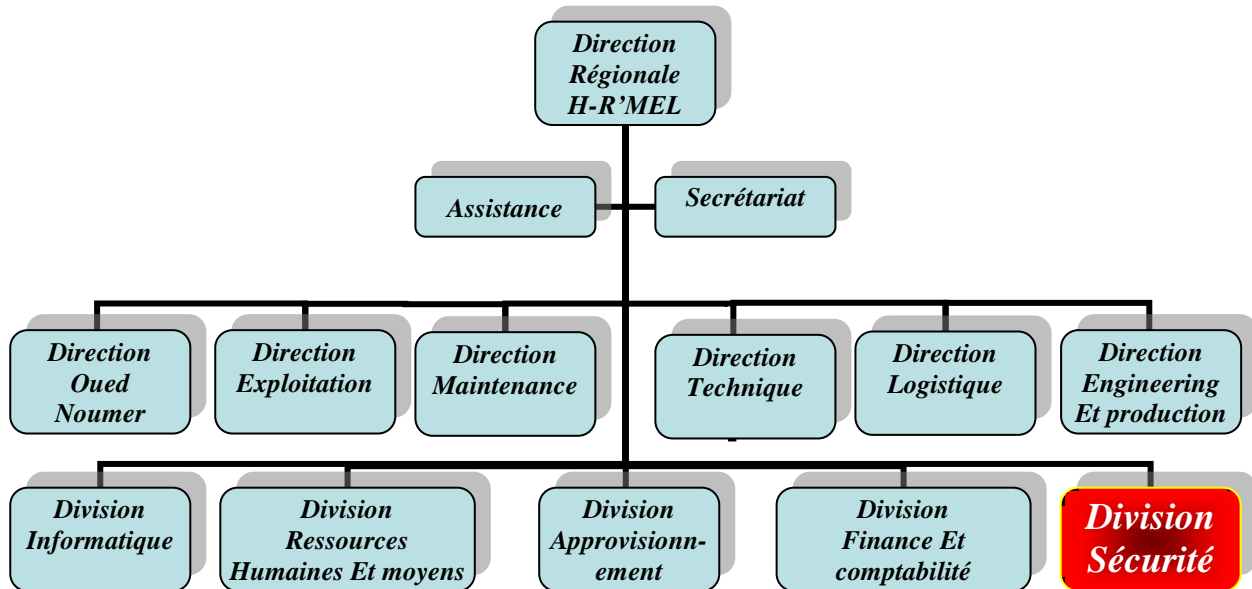 Direction
Régionale
H-R’MEL
Assistance
Secrétariat
Direction
Oued
Noumer
Direction
Exploitation
Direction
Maintenance
Direction
Technique
Direction
Logistique
Direction
Engineering
Et production
Division
Informatique
Division
Ressources
Humaines Et moyens
Division
Approvisionn-
ement
Division
Finance Et
comptabilité
Division
Sécurité